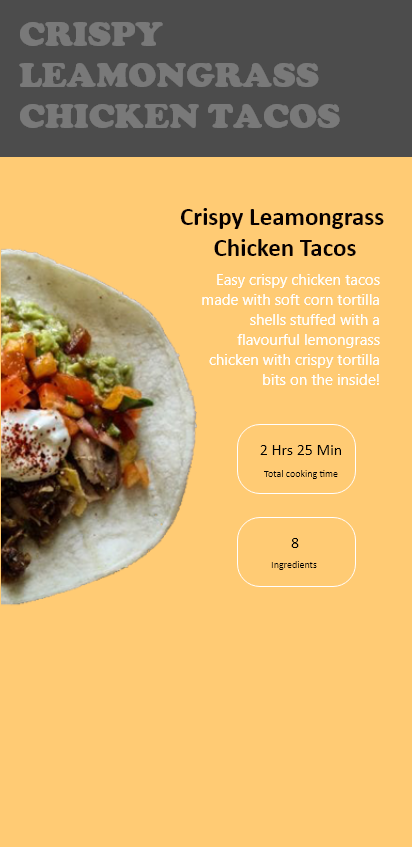 CRISPY
LEAMONGRASS
CHICKEN TACOS
Crispy Leamongrass
Chicken Tacos
Easy crispy chicken tacos
made with soft corn tortilla
shells stuffed with a
flavourful lemongrass
chicken with crispy tortilla
bits on the inside!
2 Hrs 25 Min
Total cooking time
8
Ingredients